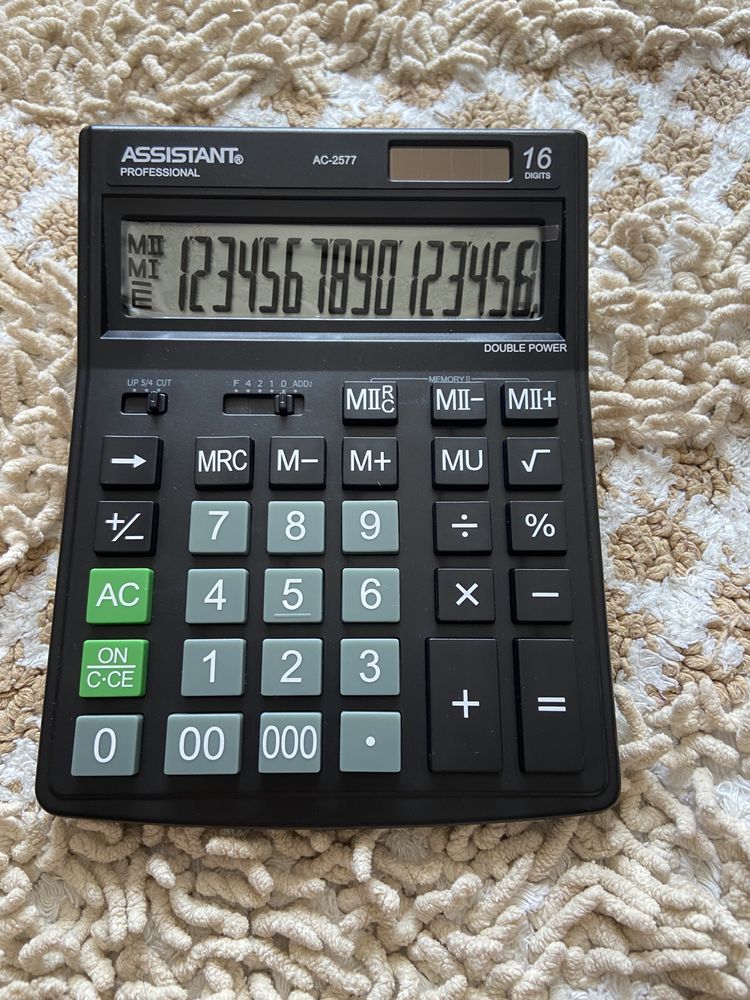 ASSISTANT® AC-2577 16
PROFESSIONAL DIGITS
MII
MI
E
1234567890123456.
DOUBLE POWER
UP 5/4 CUT F 4 2 1 0 ADD2 MEMORY II
MIIRC MII− MII+
→ MRC M− M+ MU √
+/− 7 8 9 ÷ %
AC 4 5 6 × −
ON
C·CE 1 2 3 + =
0 00 000 ·